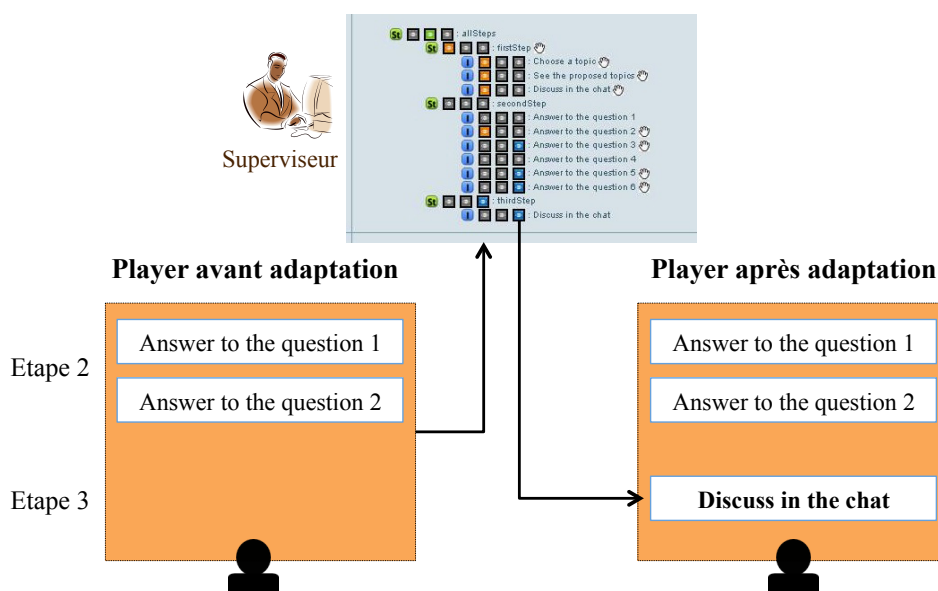 St : allSteps
St : firstStep
I : Choose a topic
I : See the proposed topics
I : Discuss in the chat
St : secondStep
I : Answer to the question 1
I : Answer to the question 2
I : Answer to the question 3
I : Answer to the question 4
I : Answer to the question 5
I : Answer to the question 6
St : thirdStep
I : Discuss in the chat
Superviseur
Player avant adaptation
Player après adaptation
Etape 2
Answer to the question 1
Answer to the question 2
Etape 3
Answer to the question 1
Answer to the question 2
Discuss in the chat